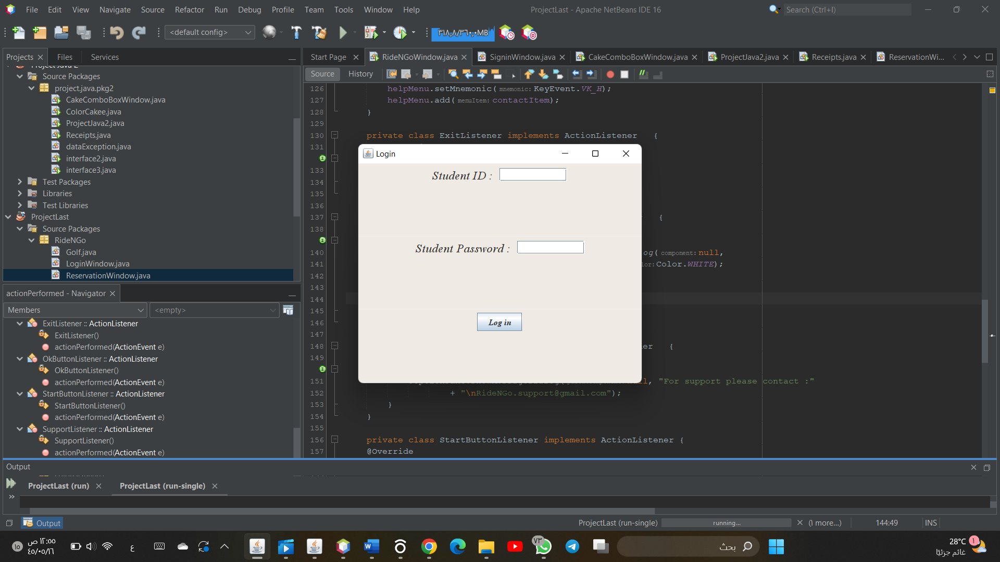 File Edit View Navigate Source Refactor Run Debug Profile Team Tools Window Help
ProjectLast - Apache NetBeans IDE 16
Search (Ctrl+I)
<default config>
٣١٨٫٨/٣٦٠٫٠MB
Projects Files Services
Source Packages
project.java.pkg2
CakeComboBoxWindow.java
ColorCakee.java
ProjectJava2.java
Receipts.java
dataException.java
interface2.java
interface3.java
Test Packages
Libraries
Test Libraries
ProjectLast
Source Packages
RideNGo
Golf.java
LoginWindow.java
ReservationWindow.java
actionPerformed - Navigator
Members
<empty>
ExitListener :: ActionListener
ExitListener()
actionPerformed(ActionEvent e)
OkButtonListener :: ActionListener
OkButtonListener()
actionPerformed(ActionEvent e)
StartButtonListener :: ActionListener
StartButtonListener()
actionPerformed(ActionEvent e)
SupportListener :: ActionListener
SupportListener()
actionPerformed(ActionEvent e)
Start Page RideNGoWindow.java SigninWindow.java CakeComboBoxWindow.java ProjectJava2.java Receipts.java ReservationWi...
Source History
126 helpMenu.setMnemonic( mnemonic: KeyEvent.VK_H);
127 helpMenu.add( menuItem: contactItem);
128 }
129
130 private class ExitListener implements ActionListener {
131
133
134
135
136
137 {
138
140 og( component: null,
141 lor: Color.WHITE);
142
143
144
145
146
147
148 er {
149
151 ll, "For support please contact :"
152 + "\nRideNGo.support@gmail.com");
153 }
154 }
155
156 private class StartButtonListener implements ActionListener {
157 @Override
Login
Student ID :
Student Password :
Log in
Output
ProjectLast (run) ProjectLast (run-single)
Output
ProjectLast (run-single) running... (١ more...) 144:49 INS
١٥
١٢:٥٥ ص
٤٥/٠٥/١٦
ع
٧٣
بحث
28°C
غائم جزئيًا
١